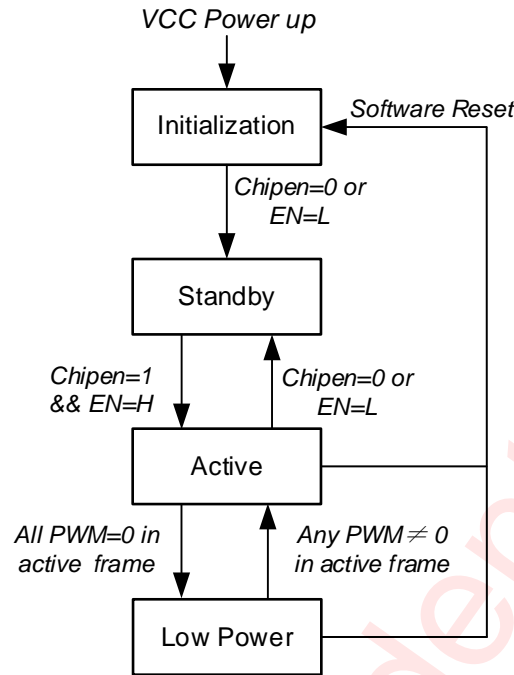 VCC Power up
Software Reset
Initialization
Chipen=0 or
EN=L
Standby
Chipen=1
&& EN=H
Chipen=0 or
EN=L
Active
All PWM=0 in
active frame
Any PWM≠0
in active frame
Low Power